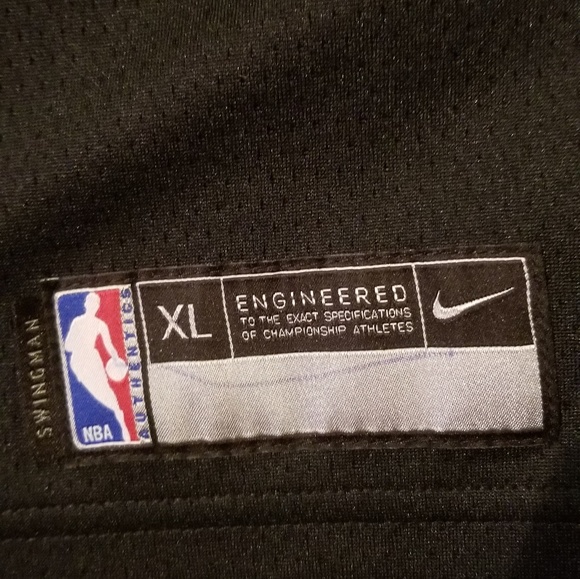 SWINGMAN
NBA
AUTHENTICS
XL
ENGINEERED
TO THE EXACT SPECIFICATIONS
OF CHAMPIONSHIP ATHLETES